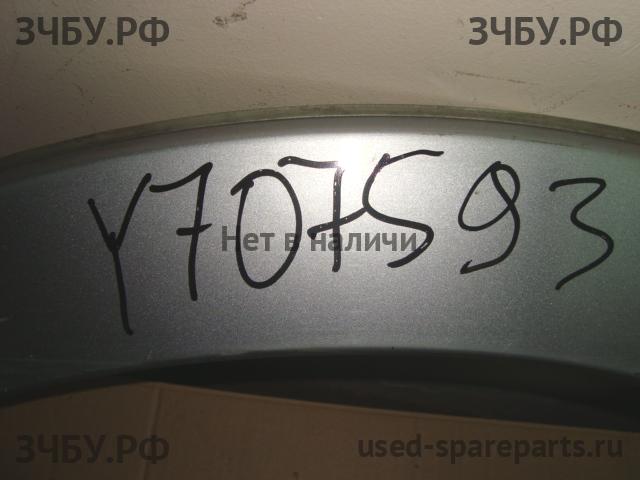 ЗЧБУ.РФ ЗЧБУ.РФ
Y707593
Нет в наличи
ЗЧБУ.РФ used-spareparts.ru